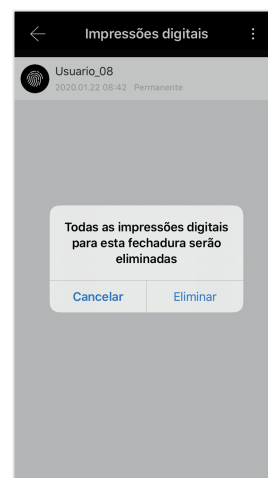 Impressões digitais
Usuario_08
2020.01.22 08:42 Permanente
Todas as impressões digitais
para esta fechadura serão
eliminadas
Cancelar
Eliminar